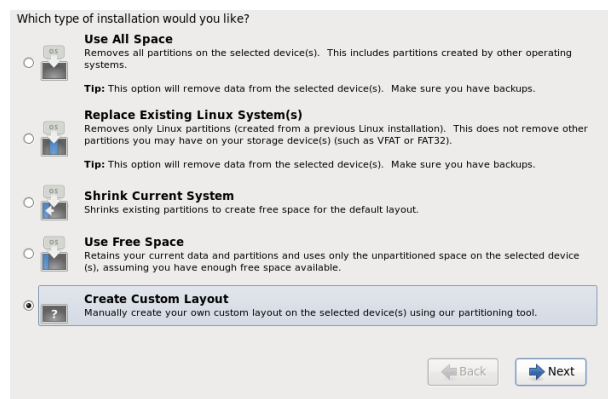 Which type of installation would you like?
Use All Space
Removes all partitions on the selected device(s). This includes partitions created by other operating
systems.
Tip: This option will remove data from the selected device(s). Make sure you have backups.
Replace Existing Linux System(s)
Removes only Linux partitions (created from a previous Linux installation). This does not remove other
partitions you may have on your storage device(s) (such as VFAT or FAT32).
Tip: This option will remove data from the selected device(s). Make sure you have backups.
Shrink Current System
Shrinks existing partitions to create free space for the default layout.
Use Free Space
Retains your current data and partitions and uses only the unpartitioned space on the selected device
(s), assuming you have enough free space available.
Create Custom Layout
Manually create your own custom layout on the selected device(s) using our partitioning tool.
OS
OS
OS
OS
?
Back
Next